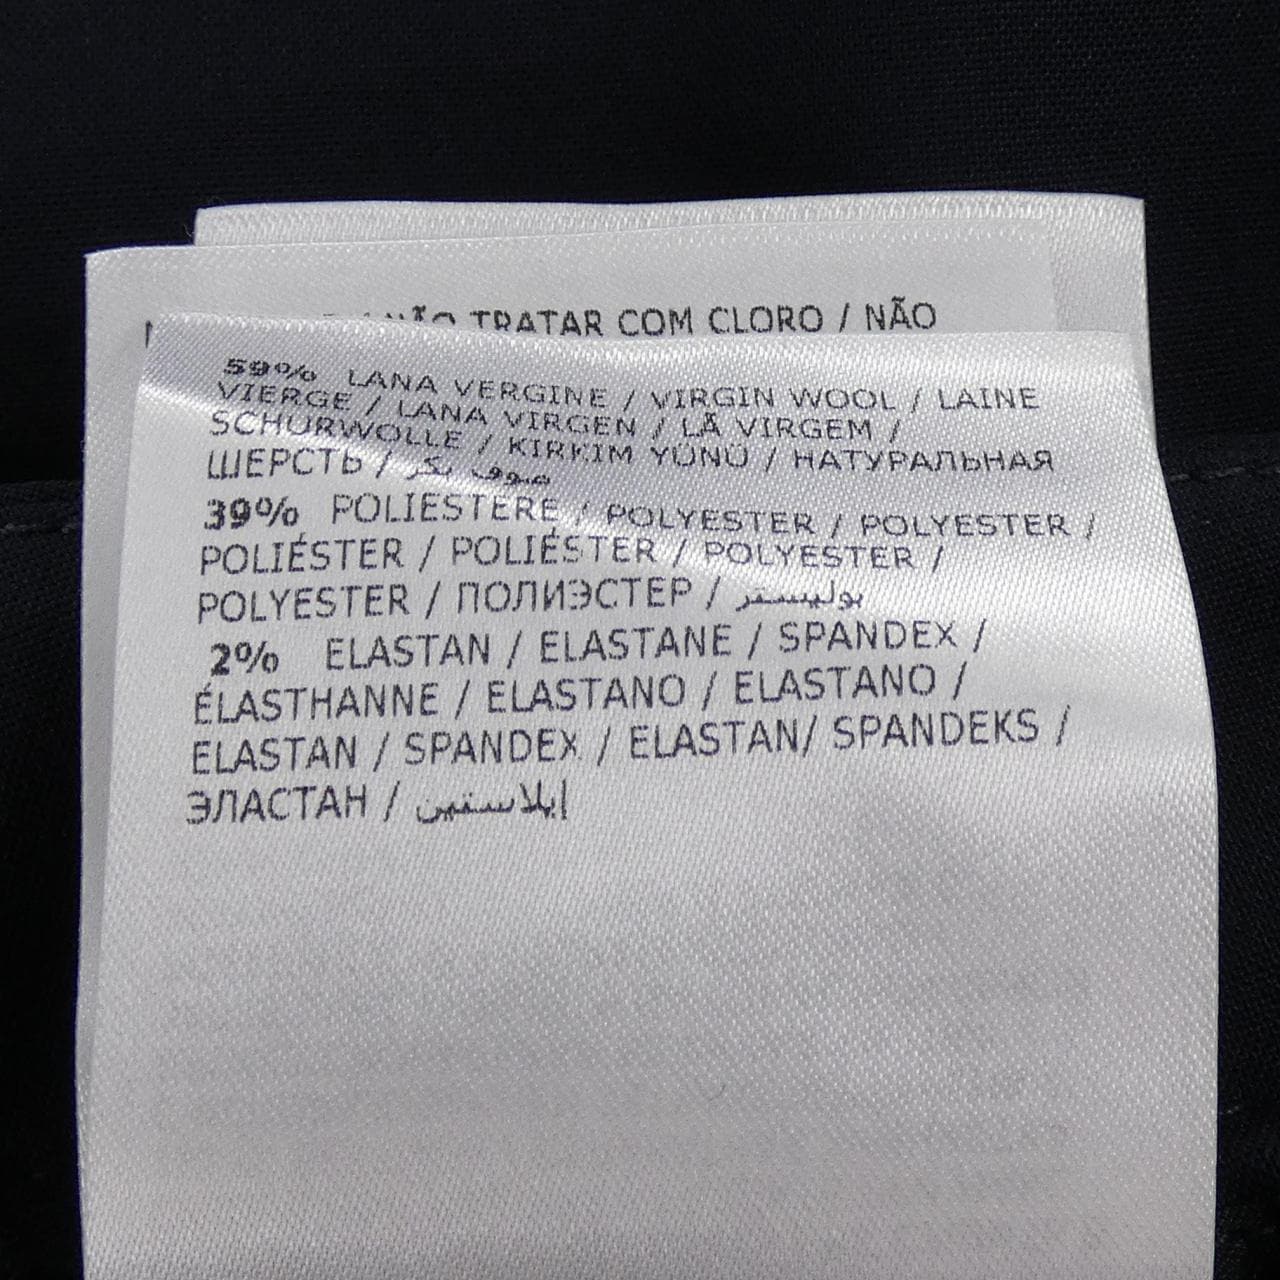 NÃO TRATAR COM CLORO / NÃO
59% LANA VERGINE / VIRGIN WOOL / LAINE
VIERGE / LANA VIRGEN / LÃ VIRGEM /
SCHURWOLLE / KIRKIM YÜNÜ / НАТУРАЛЬНАЯ
ШЕРСТЬ / صوف بكر
39% POLIESTERE / POLYESTER / POLYESTER /
POLIÉSTER / POLIÉSTER / POLYESTER /
POLYESTER / ПОЛИЭСТЕР / بوليستر
2% ELASTAN / ELASTANE / SPANDEX /
ÉLASTHANNE / ELASTANO / ELASTANO /
ELASTAN / SPANDEX / ELASTAN/ SPANDEKS /
ЭЛАСТАН / إيلاستين